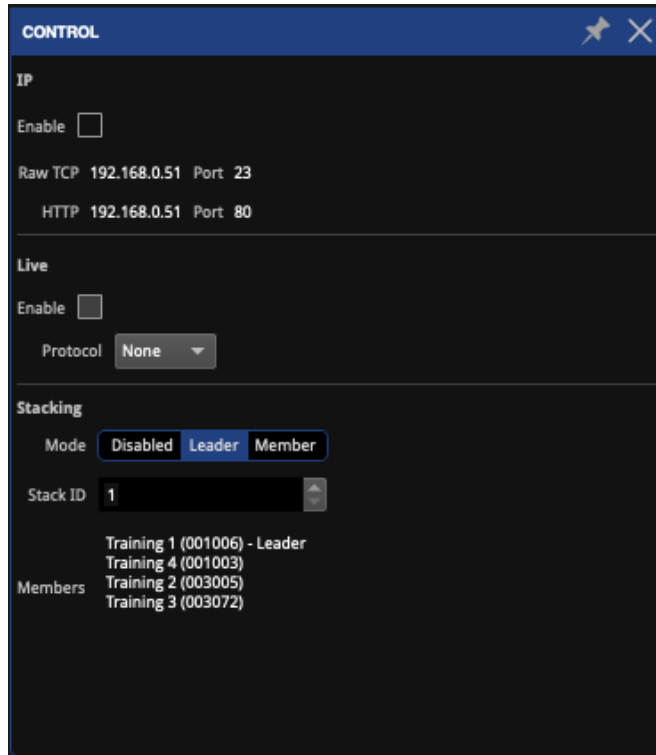 CONTROL
IP
Enable
Raw TCP 192.168.0.51 Port 23
HTTP 192.168.0.51 Port 80
Live
Enable
Protocol None
Stacking
Mode Disabled Leader Member
Stack ID 1
Members
Training 1 (001006) - Leader
Training 4 (001003)
Training 2 (003005)
Training 3 (003072)